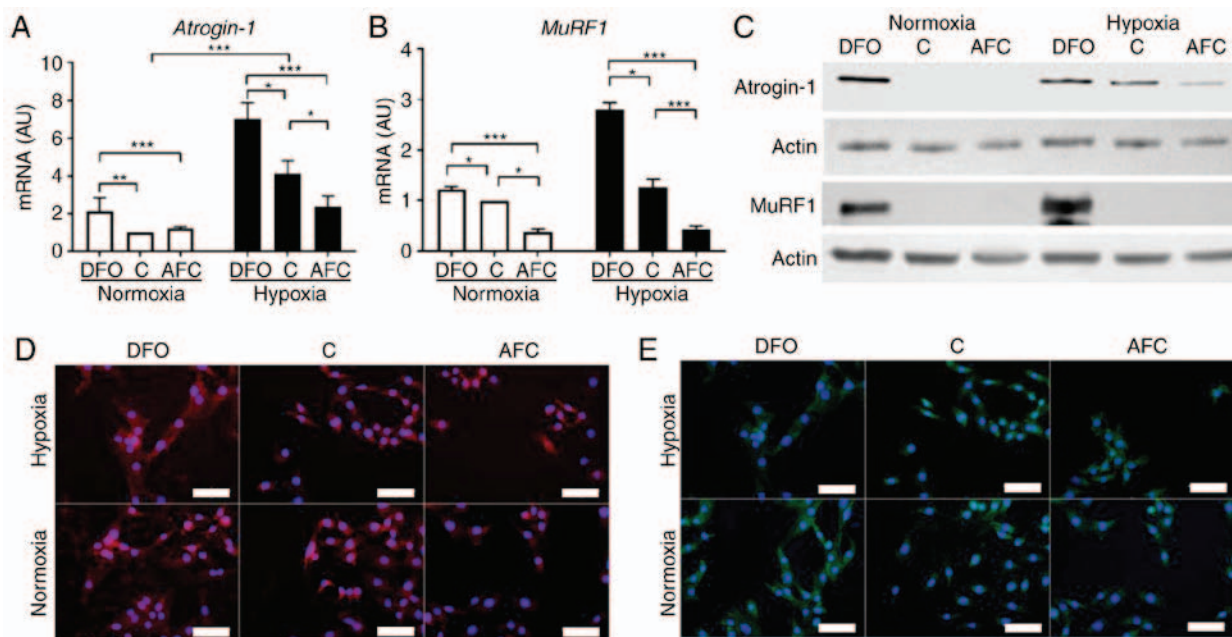 A
Atrogin-1
***
***
*
*
***
**
mRNA (AU)
10
8
6
4
2
0
DFO C AFC DFO C AFC
Normoxia Hypoxia
B
MuRF1
***
*
***
***
*
*
mRNA (AU)
4
3
2
1
0
DFO C AFC DFO C AFC
Normoxia Hypoxia
C
Normoxia Hypoxia
DFO C AFC DFO C AFC
Atrogin-1
Actin
MuRF1
Actin
D
DFO C AFC
Hypoxia
Normoxia
E
DFO C AFC
Hypoxia
Normoxia